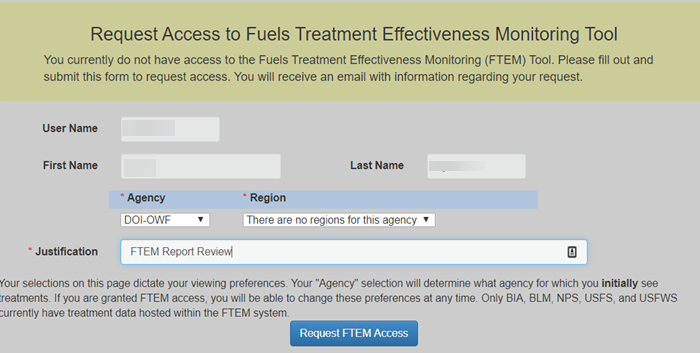 Request Access to Fuels Treatment Effectiveness Monitoring Tool
You currently do not have access to the Fuels Treatment Effectiveness Monitoring (FTEM) Tool. Please fill out and
submit this form to request access. You will receive an email with information regarding your request.
User Name
First Name Last Name
* Agency * Region
DOI-OWF There are no regions for this agency
* Justification FTEM Report Review
Your selections on this page dictate your viewing preferences. Your "Agency" selection will determine what agency for which you initially see
treatments. If you are granted FTEM access, you will be able to change these preferences at any time. Only BIA, BLM, NPS, USFS, and USFWS
currently have treatment data hosted within the FTEM system.
Request FTEM Access